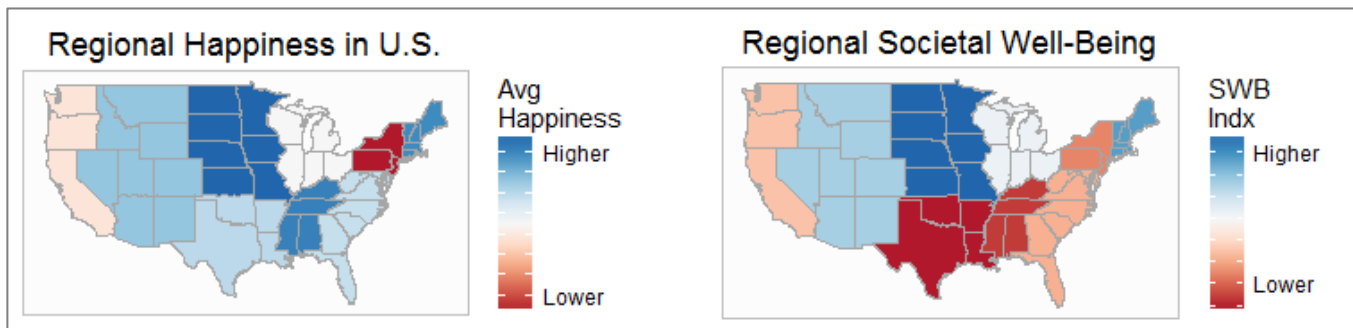 Regional Happiness in U.S.
Avg
Happiness
Higher
Lower
Regional Societal Well-Being
SWB
Indx
Higher
Lower